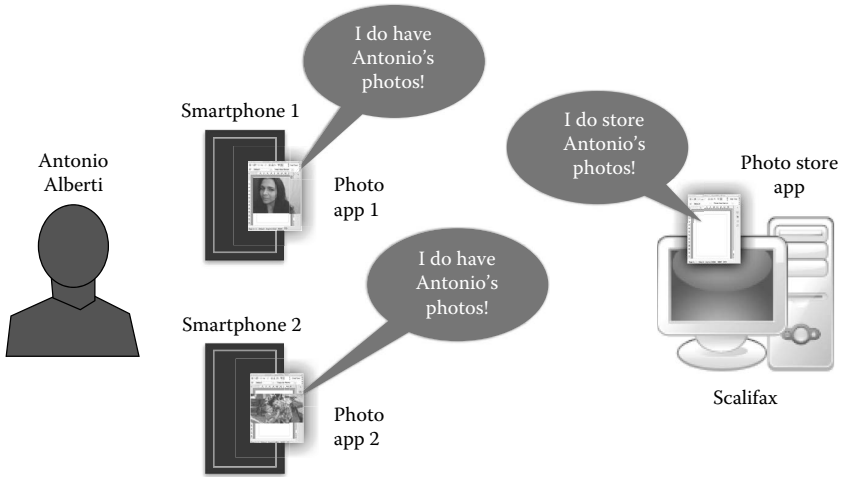 I do have
Antonio's
photos!
Smartphone 1
I do store
Antonio's
photos!
Antonio
Alberti
Photo store
app
Photo
app 1
I do have
Antonio's
photos!
Smartphone 2
Scalifax
Photo
app 2